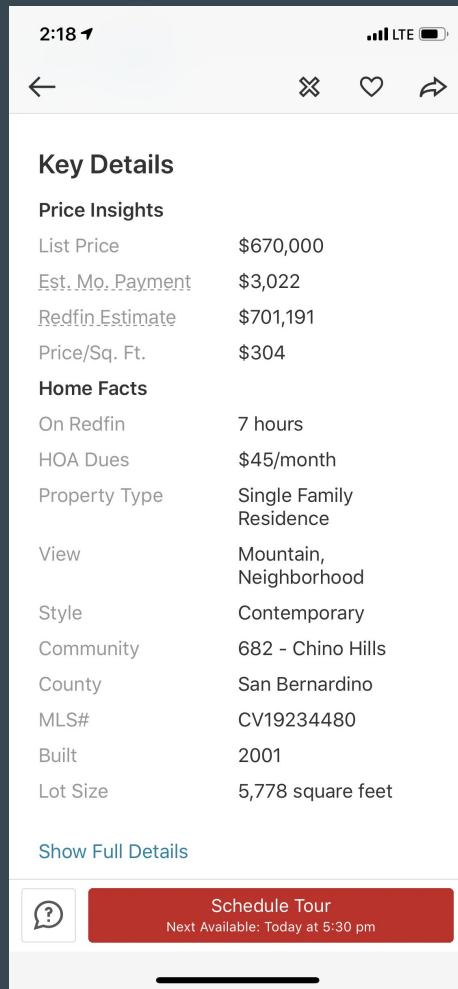 2:18 LTE
Key Details
Price Insights
List Price $670,000
Est. Mo. Payment $3,022
Redfin Estimate $701,191
Price/Sq. Ft. $304
Home Facts
On Redfin 7 hours
HOA Dues $45/month
Property Type Single Family
Residence
View Mountain,
Neighborhood
Style Contemporary
Community 682 - Chino Hills
County San Bernardino
MLS# CV19234480
Built 2001
Lot Size 5,778 square feet
Show Full Details
Schedule Tour
Next Available: Today at 5:30 pm